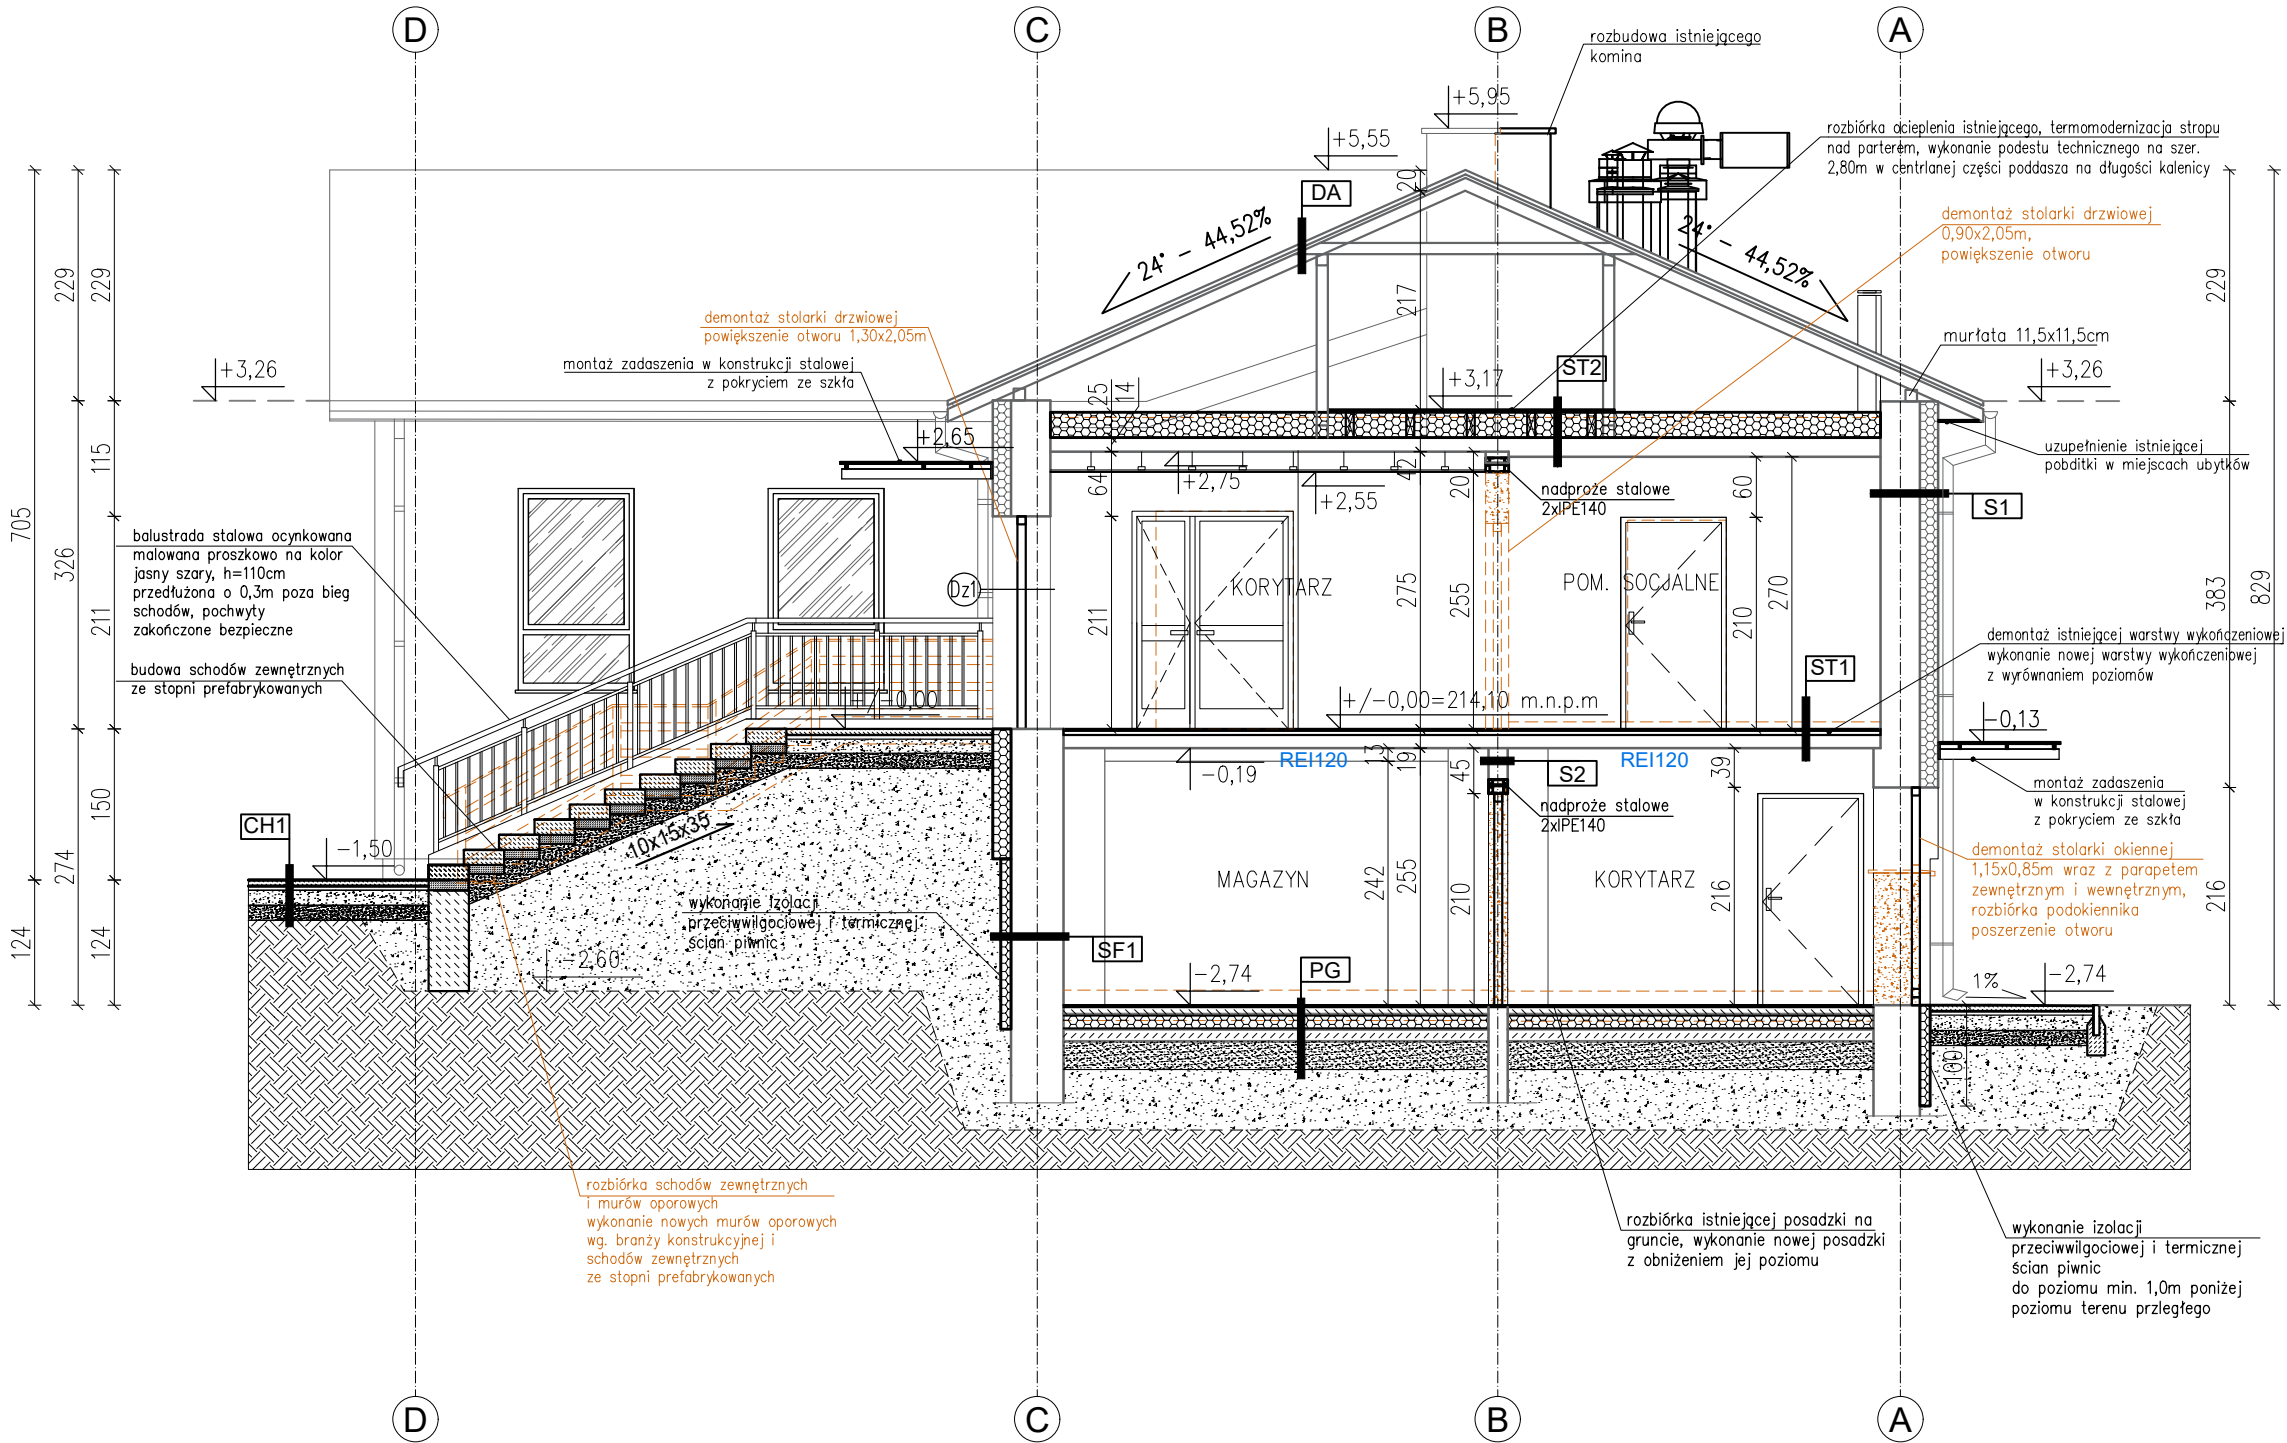 D
C
B
A
rozbudowa istniejącego
komina
+5,95
+5,55
rozbiórka ocieplenia istniejącego, termomodernizacja stropu
nad parterem, wykonanie podestu technicznego na szer.
2,80m w centrlanej części poddasza na długości kalenicy
DA
20
24° - 44,52%
24° - 44,52%
demontaż stolarki drzwiowej
0,90x2,05m,
powiększenie otworu
229
229
217
229
demontaż stolarki drzwiowej
powiększenie otworu 1,30x2,05m
montaż zadaszenia w konstrukcji stalowej
z pokryciem ze szkła
murłata 11,5x11,5cm
+3,26
+3,17
ST2
+3,26
25
14
+2,65
115
64
42
20
60
+2,75
+2,55
nadproże stalowe
2xIPE140
uzupełnienie istniejącej
pobditki w miejscach ubytków
S1
705
326
balustrada stalowa ocynkowana
malowana proszkowo na kolor
jasny szary, h=110cm
przedłużona o 0,3m poza bieg
schodów, pochwyty
zakończone bezpieczne
Dz1
KORYTARZ
POM. SOCJALNE
211
211
275
255
210
270
383
829
budowa schodów zewnętrznych
ze stopni prefabrykowanych
demontaż istniejącej warstwy wykończeniowej
wykonanie nowej warstwy wykończeniowej
z wyrównaniem poziomów
ST1
+/-0,00
+/-0,00=214,10 m.n.p.m
-0,13
-0,19
REI120
13
19
45
S2
REI120
39
nadproże stalowe
2xIPE140
montaż zadaszenia
w konstrukcji stalowej
z pokryciem ze szkła
150
274
CH1
-1,50
10x15x35
MAGAZYN
242
255
210
KORYTARZ
216
216
demontaż stolarki okiennej
1,15x0,85m wraz z parapetem
zewnętrznym i wewnętrznym,
rozbiórka podokiennika
poszerzenie otworu
124
124
wykonanie izolacji
przeciwwilgociowej i termicznej
ścian piwnic
SF1
-2,60
-2,74
PG
1%
-2,74
100
rozbiórka schodów zewnętrznych
i murów oporowych
wykonanie nowych murów oporowych
wg. branży konstrukcyjnej i
schodów zewnętrznych
ze stopni prefabrykowanych
rozbiórka istniejącej posadzki na
gruncie, wykonanie nowej posadzki
z obniżeniem jej poziomu
wykonanie izolacji
przeciwwilgociowej i termicznej
ścian piwnic
do poziomu min. 1,0m poniżej
poziomu terenu przległego
D
C
B
A